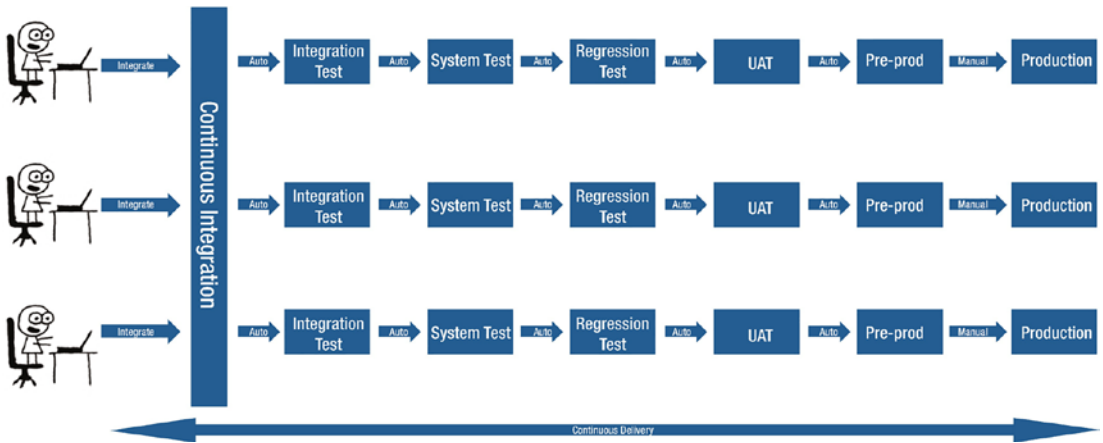 Integrate
Auto
Integration
Test
Auto
System Test
Auto
Regression
Test
Auto
UAT
Auto
Pre-prod
Manual
Production
Continuous Integration
Integrate
Auto
Integration
Test
Auto
System Test
Auto
Regression
Test
Auto
UAT
Auto
Pre-prod
Manual
Production
Integrate
Auto
Integration
Test
Auto
System Test
Auto
Regression
Test
Auto
UAT
Auto
Pre-prod
Manual
Production
Continuous Delivery